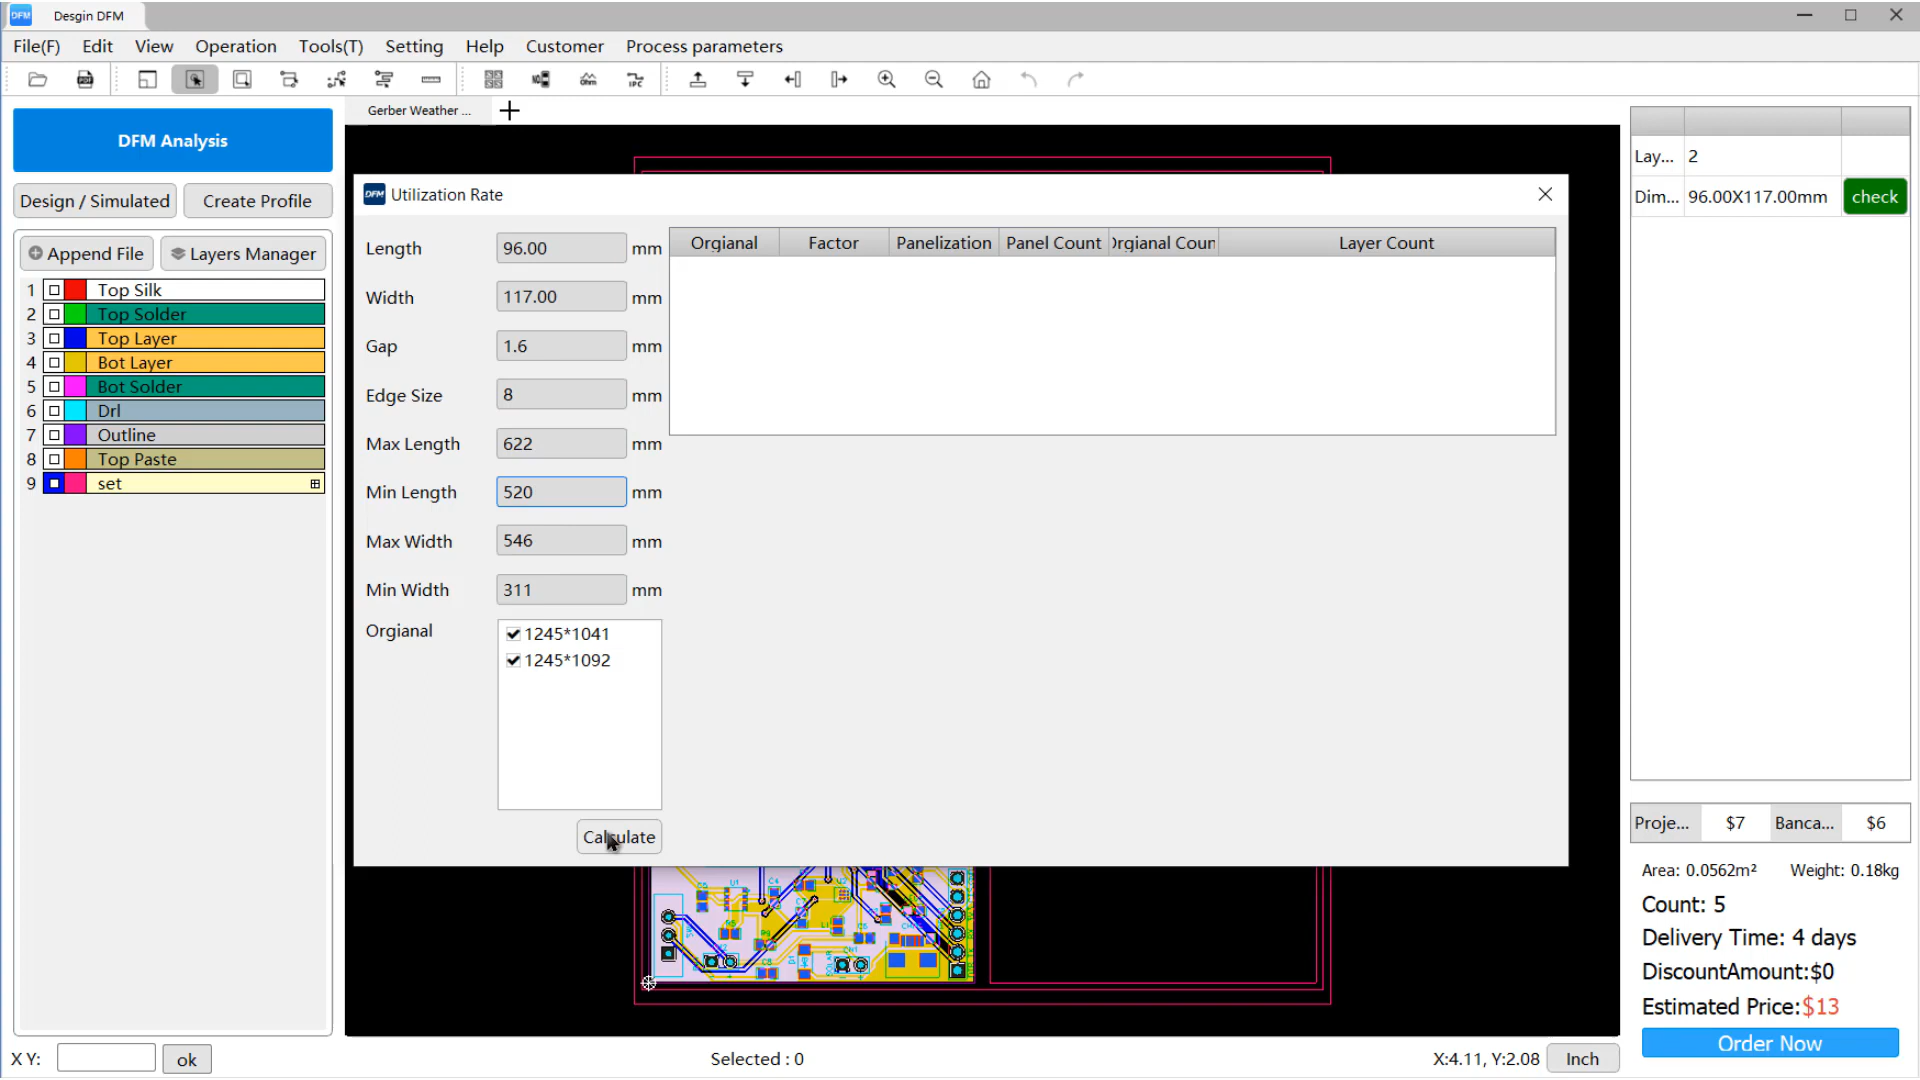 DFM Desgin DFM
File(F) Edit View Operation Tools(T) Setting Help Customer Process parameters
Gerber Weather ...
DFM Analysis
Design / Simulated Create Profile
Append File Layers Manager
1 Top Silk
2 Top Solder
3 Top Layer
4 Bot Layer
5 Bot Solder
6 Drl
7 Outline
8 Top Paste
9 set
DFM Utilization Rate
Length 96.00 mm
Width 117.00 mm
Gap 1.6 mm
Edge Size 8 mm
Max Length 622 mm
Min Length 520 mm
Max Width 546 mm
Min Width 311 mm
Orgianal
1245*1041
1245*1092
Calculate
Orgianal Factor Panelization Panel Count Orgianal Coun Layer Count
Lay... 2
Dim... 96.00X117.00mm check
Proje... $7 Banca... $6
Area: 0.0562m² Weight: 0.18kg
Count: 5
Delivery Time: 4 days
DiscountAmount:$0
Estimated Price:$13
Order Now
X Y: ok Selected : 0 X:4.11, Y:2.08 Inch